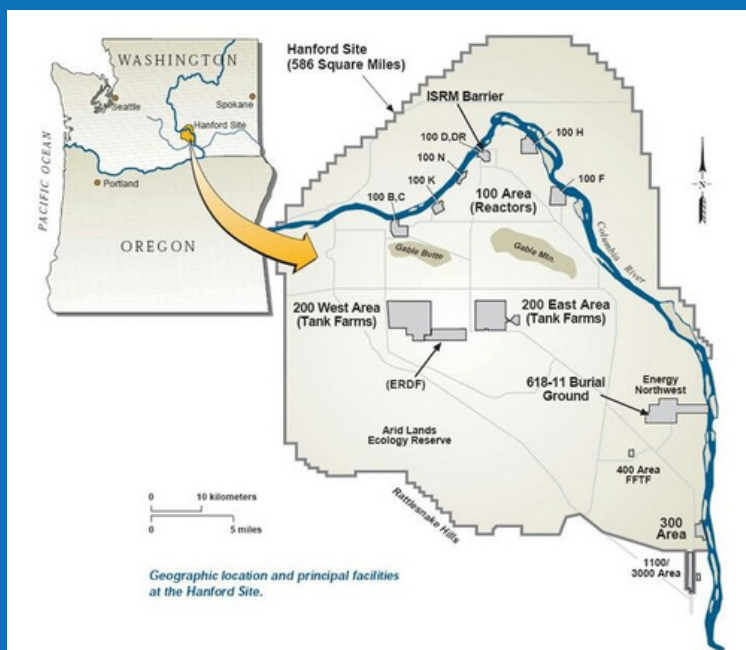 WASHINGTON
Seattle
Spokane
Hanford Site
PACIFIC OCEAN
Portland
OREGON
Hanford Site
(586 Square Miles)
ISRM Barrier
100 D,DR
100 H
100 N
100 K
100 B,C
100 F
100 Area
(Reactors)
N
Columbia River
Gable Butte
Gable Mtn.
200 West Area
(Tank Farms)
200 East Area
(Tank Farms)
(ERDF)
618-11 Burial
Ground
Energy
Northwest
Arid Lands
Ecology Reserve
400 Area
FFTF
Rattlesnake Hills
300
Area
1100/
3000 Area
0 10 kilometers
0 5 miles
Geographic location and principal facilities
at the Hanford Site.